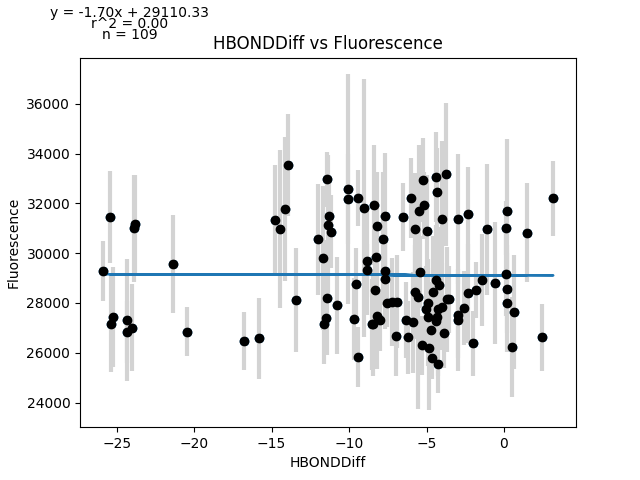 y = -1.70x + 29110.33
r^2 = 0.00
n = 109
HBONDDiff vs Fluorescence
Fluorescence
36000
34000
32000
30000
28000
26000
24000
−25
−20
−15
−10
−5
0
HBONDDiff